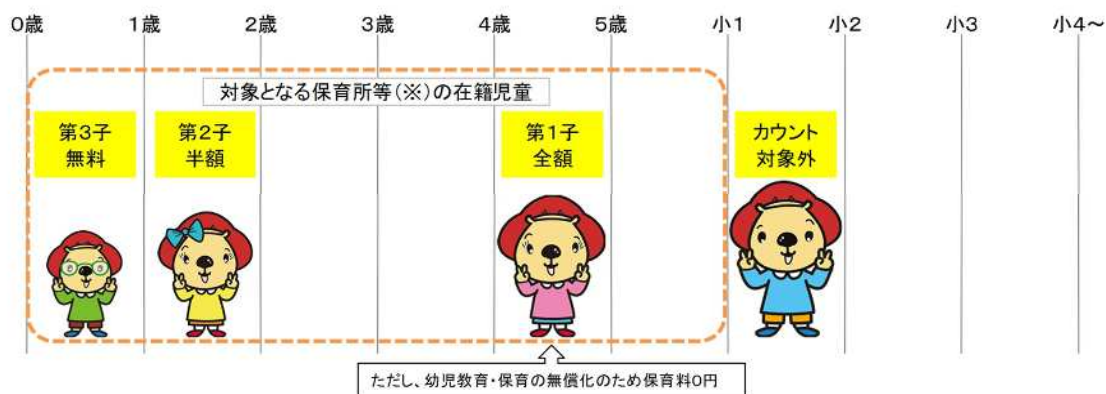 0歳 1歳 2歳 3歳 4歳 5歳 小1 小2 小3 小4～
対象となる保育所等(※)の在籍児童
第3子
無料
第2子
半額
第1子
全額
カウント
対象外
ただし、幼児教育・保育の無償化のため保育料0円